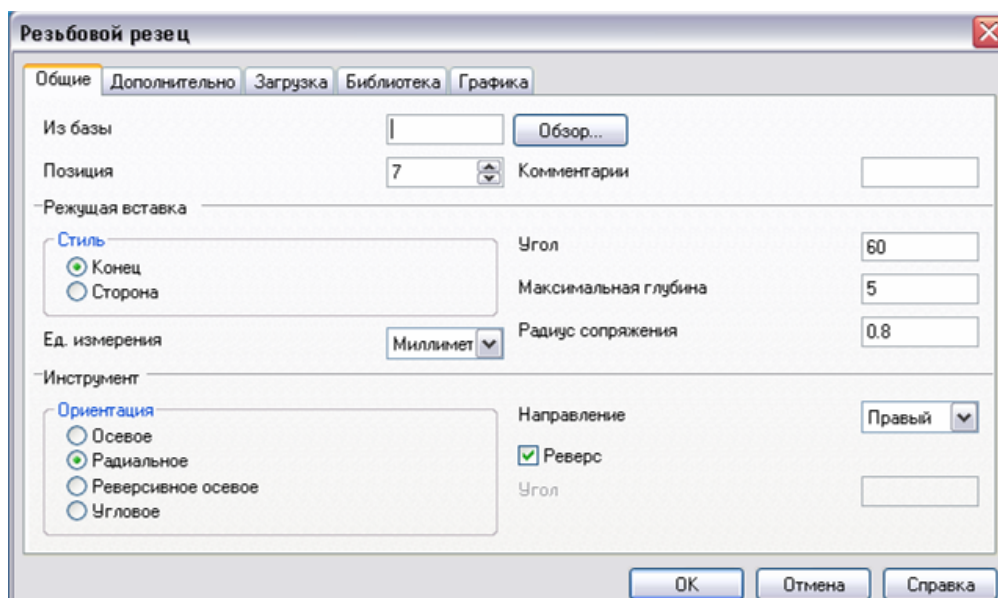 Резьбовой резец
Общие Дополнительно Загрузка Библиотека Графика
Из базы Обзор...
Позиция 7 Комментарии
Режущая вставка
Стиль
Конец
Сторона
Угол 60
Максимальная глубина 5
Ед. измерения Миллимет
Радиус сопряжения 0.8
Инструмент
Ориентация
Осевое
Радиальное
Реверсивное осевое
Угловое
Направление Правый
Реверс
Угол
OK Отмена Справка